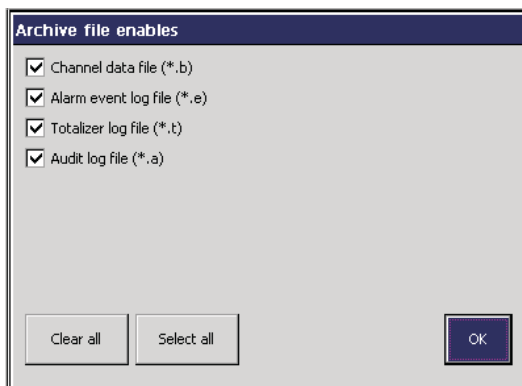 Archive file enables
Channel data file (*.b)
Alarm event log file (*.e)
Totalizer log file (*.t)
Audit log file (*.a)
Clear all Select all OK